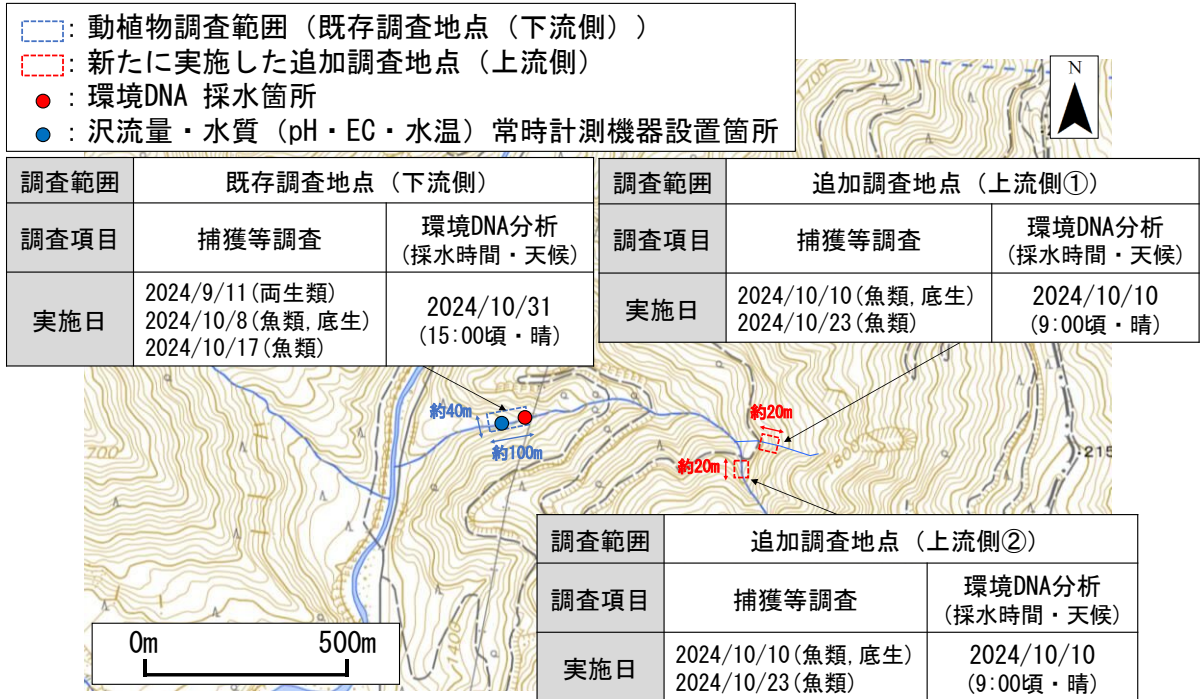 ：動植物調査範囲（既存調査地点（下流側））
：新たに実施した追加調査地点（上流側）
：環境DNA 採水箇所
：沢流量・水質（pH・EC・水温）常時計測機器設置箇所
N
調査範囲 既存調査地点（下流側）
調査項目 捕獲等調査 環境DNA分析
(採水時間・天候)
実施日 2024/9/11(両生類)
2024/10/8(魚類,底生)
2024/10/17(魚類)
2024/10/31
(15:00頃・晴)
調査範囲 追加調査地点（上流側①）
調査項目 捕獲等調査 環境DNA分析
(採水時間・天候)
実施日 2024/10/10(魚類,底生)
2024/10/23(魚類)
2024/10/10
(9:00頃・晴)
約40m
約100m
約20m
約20m
1700
1800
215
1400
調査範囲 追加調査地点（上流側②）
調査項目 捕獲等調査 環境DNA分析
(採水時間・天候)
実施日 2024/10/10(魚類,底生)
2024/10/23(魚類)
2024/10/10
(9:00頃・晴)
0m 500m